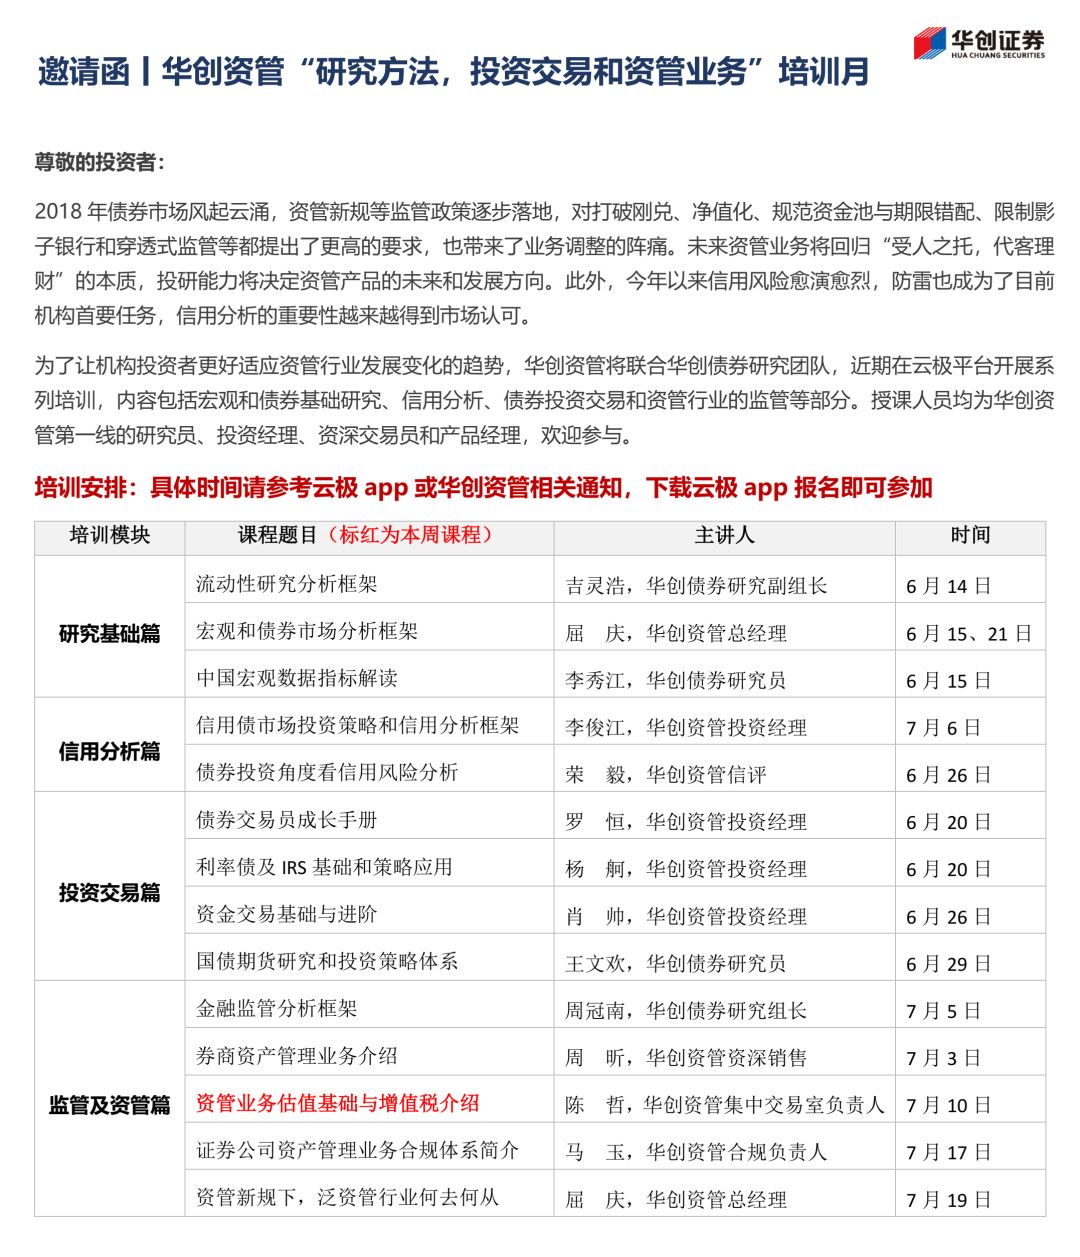 华创证券
HUA CHUANG SECURITIES
邀请函丨华创资管“研究方法，投资交易和资管业务”培训月
尊敬的投资者：
2018 年债券市场风起云涌，资管新规等监管政策逐步落地，对打破刚兑、净值化、规范资金池与期限错配、限制影
子银行和穿透式监管等都提出了更高的要求，也带来了业务调整的阵痛。未来资管业务将回归“受人之托，代客理
财”的本质，投研能力将决定资管产品的未来和发展方向。此外，今年以来信用风险愈演愈烈，防雷也成为了目前
机构首要任务，信用分析的重要性越来越得到市场认可。
为了让机构投资者更好适应资管行业发展变化的趋势，华创资管将联合华创债券研究团队，近期在云极平台开展系
列培训，内容包括宏观和债券基础研究、信用分析、债券投资交易和资管行业的监管等部分。授课人员均为华创资
管第一线的研究员、投资经理、资深交易员和产品经理，欢迎参与。
培训安排：具体时间请参考云极 app 或华创资管相关通知，下载云极 app 报名即可参加
培训模块 课程题目（标红为本周课程） 主讲人 时间
研究基础篇
流动性研究分析框架 吉灵浩，华创债券研究副组长 6 月 14 日
宏观和债券市场分析框架 屈　庆，华创资管总经理 6 月 15、21 日
中国宏观数据指标解读 李秀江，华创债券研究员 6 月 15 日
信用分析篇
信用债市场投资策略和信用分析框架 李俊江，华创资管投资经理 7 月 6 日
债券投资角度看信用风险分析 荣　毅，华创资管信评 6 月 26 日
投资交易篇
债券交易员成长手册 罗　恒，华创资管投资经理 6 月 20 日
利率债及 IRS 基础和策略应用 杨　舸，华创资管投资经理 6 月 20 日
资金交易基础与进阶 肖　帅，华创资管投资经理 6 月 26 日
国债期货研究和投资策略体系 王文欢，华创债券研究员 6 月 29 日
监管及资管篇
金融监管分析框架 周冠南，华创债券研究组长 7 月 5 日
券商资产管理业务介绍 周　昕，华创资管资深销售 7 月 3 日
资管业务估值基础与增值税介绍 陈　哲，华创资管集中交易室负责人 7 月 10 日
证券公司资产管理业务合规体系简介 马　玉，华创资管合规负责人 7 月 17 日
资管新规下，泛资管行业何去何从 屈　庆，华创资管总经理 7 月 19 日